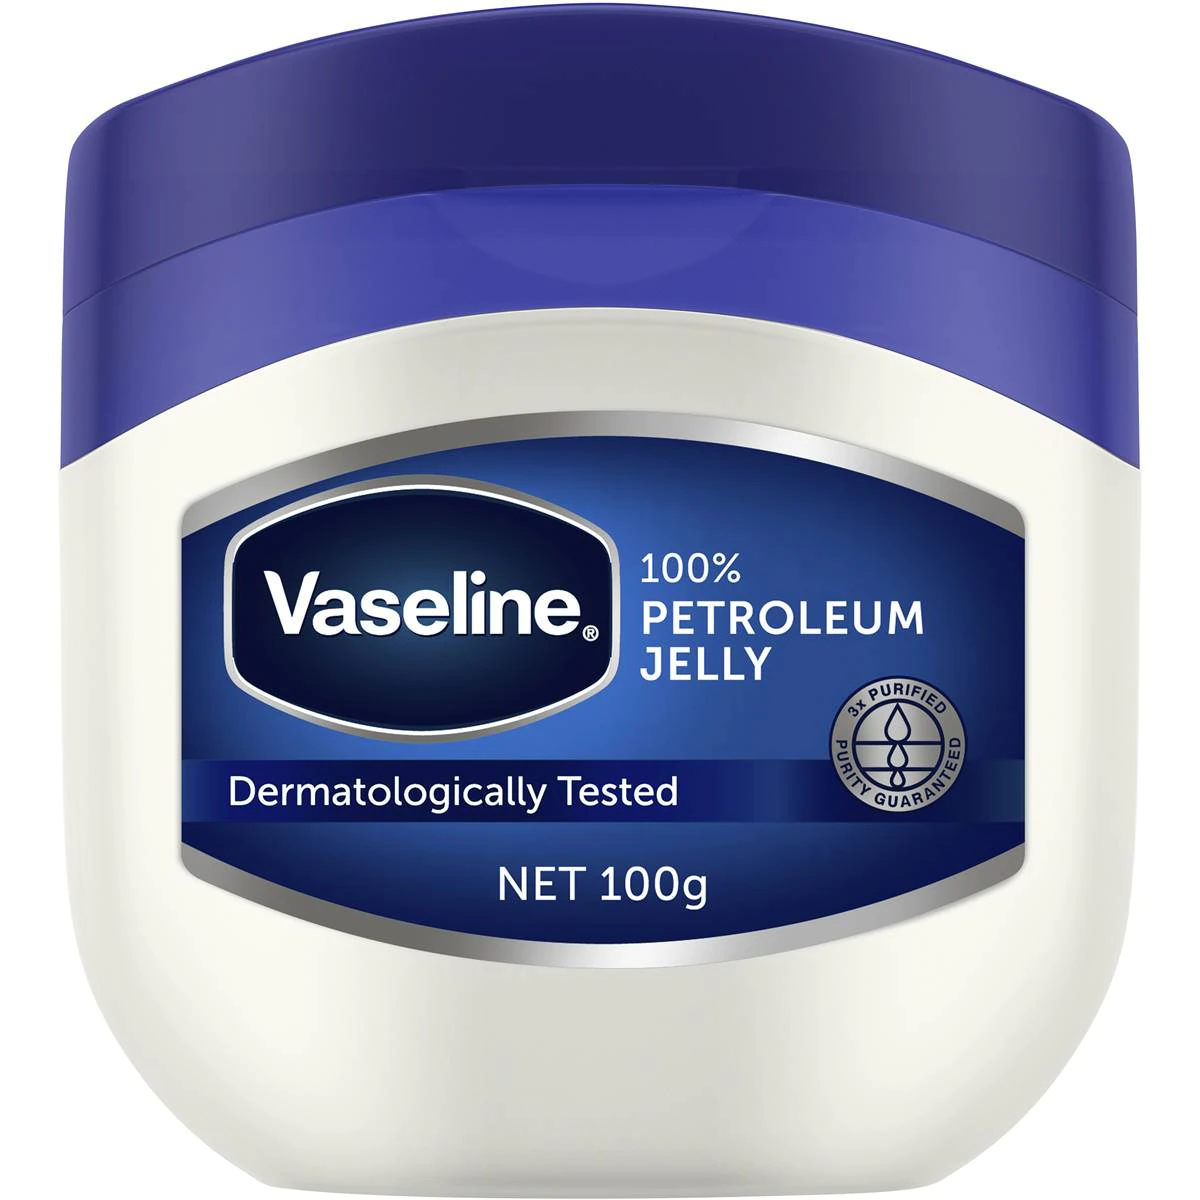 Vaseline®
100%
PETROLEUM
JELLY
3x PURIFIED
PURITY GUARANTEED
Dermatologically Tested
NET 100g